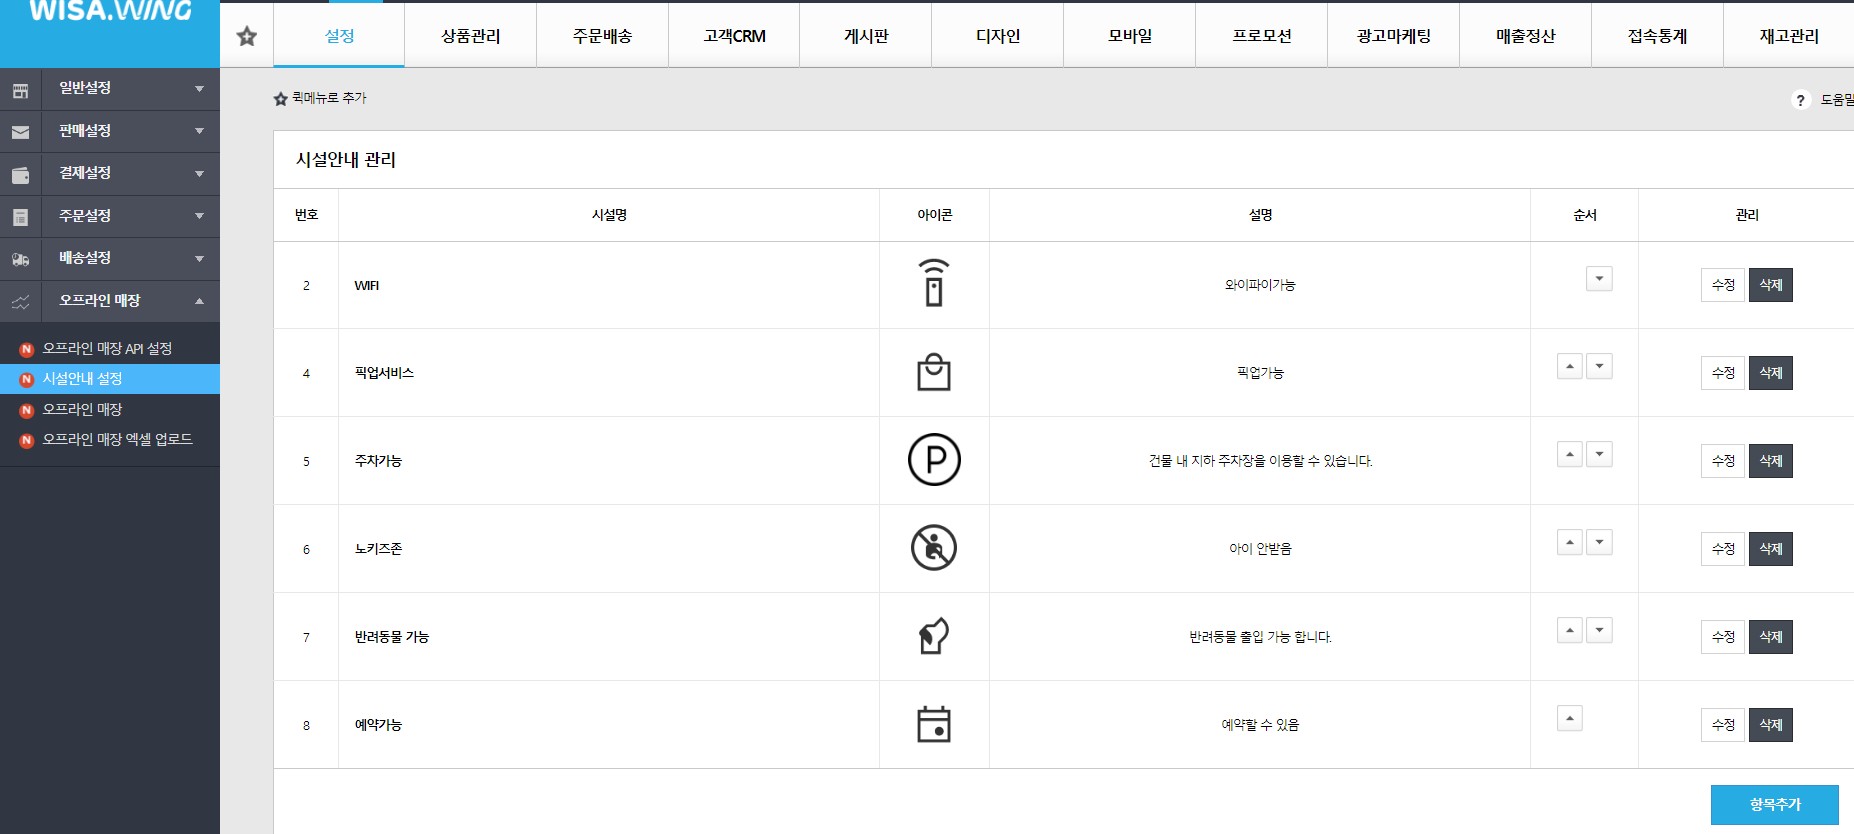 WISA.WING
설정 상품관리 주문배송 고객CRM 게시판 디자인 모바일 프로모션 광고마케팅 매출정산 접속통계 재고관리
일반설정
판매설정
결제설정
주문설정
배송설정
오프라인 매장
N 오프라인 매장 API 설정
N 시설안내 설정
N 오프라인 매장
N 오프라인 매장 엑셀 업로드
퀵메뉴로 추가
? 도움말
시설안내 관리
번호 시설명 아이콘 설명 순서 관리
2 WIFI 와이파이가능 수정 삭제
4 픽업서비스 픽업가능 수정 삭제
5 주차가능 P 건물 내 지하 주차장을 이용할 수 있습니다. 수정 삭제
6 노키즈존 아이 안받음 수정 삭제
7 반려동물 가능 반려동물 출입 가능 합니다. 수정 삭제
8 예약가능 예약할 수 있음 수정 삭제
항목추가